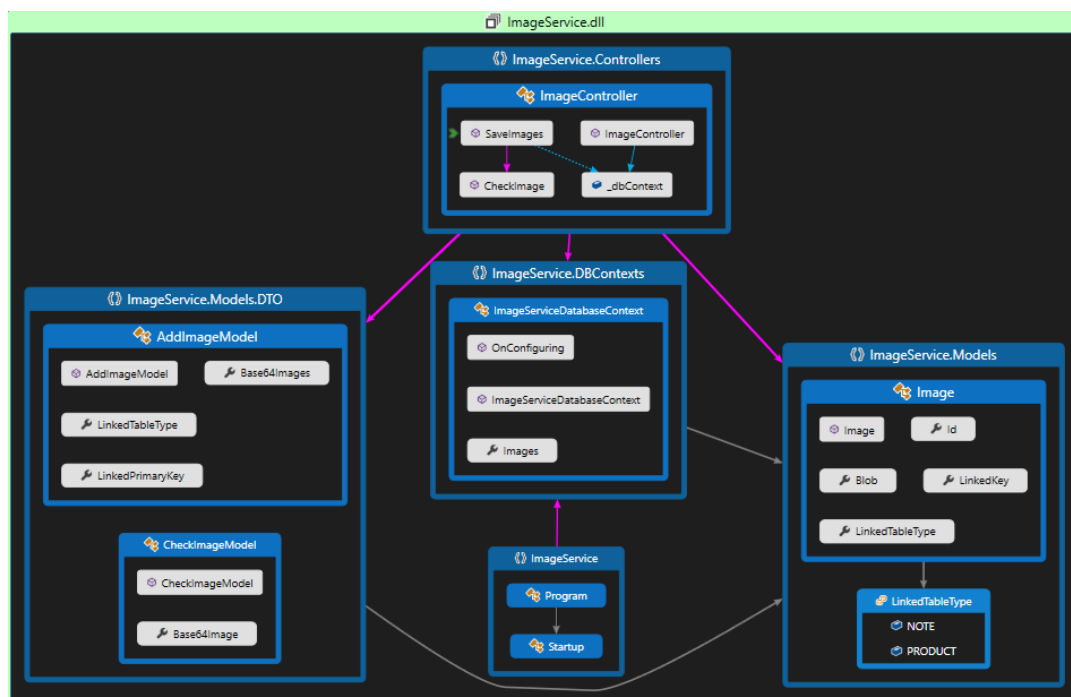 ImageService.dll
ImageService.Controllers
ImageController
SaveImages
ImageController
CheckImage
_dbContext
ImageService.Models.DTO
AddImageModel
AddImageModel
Base64Images
LinkedTableType
LinkedPrimaryKey
CheckImageModel
CheckImageModel
Base64Image
ImageService.DBContexts
ImageServiceDatabaseContext
OnConfiguring
ImageServiceDatabaseContext
Images
ImageService
Program
Startup
ImageService.Models
Image
Image
Id
Blob
LinkedKey
LinkedTableType
LinkedTableType
NOTE
PRODUCT